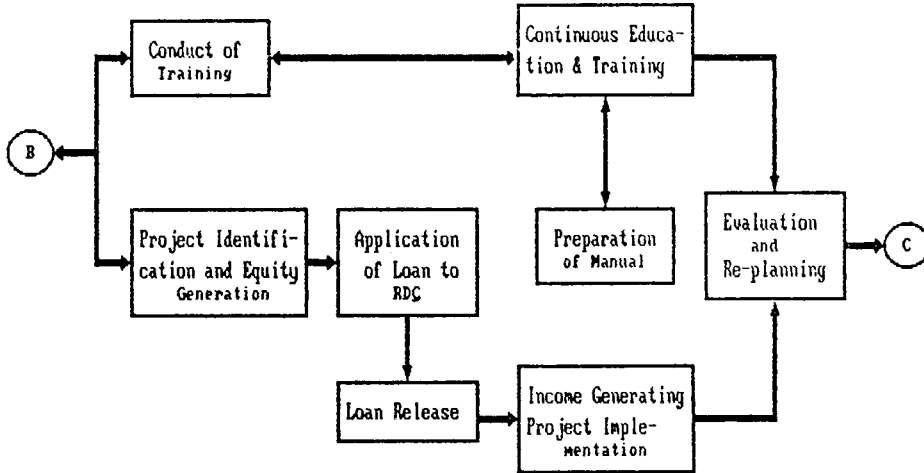 Conduct of
Training
Continuous Educa-
tion & Training
B
Project Identifi-
cation and Equity
Generation
Application
of Loan to
RDC
Preparation
of Manual
Evaluation
and
Re-planning
C
Loan Release
Income Generating
Project Imple-
mentation